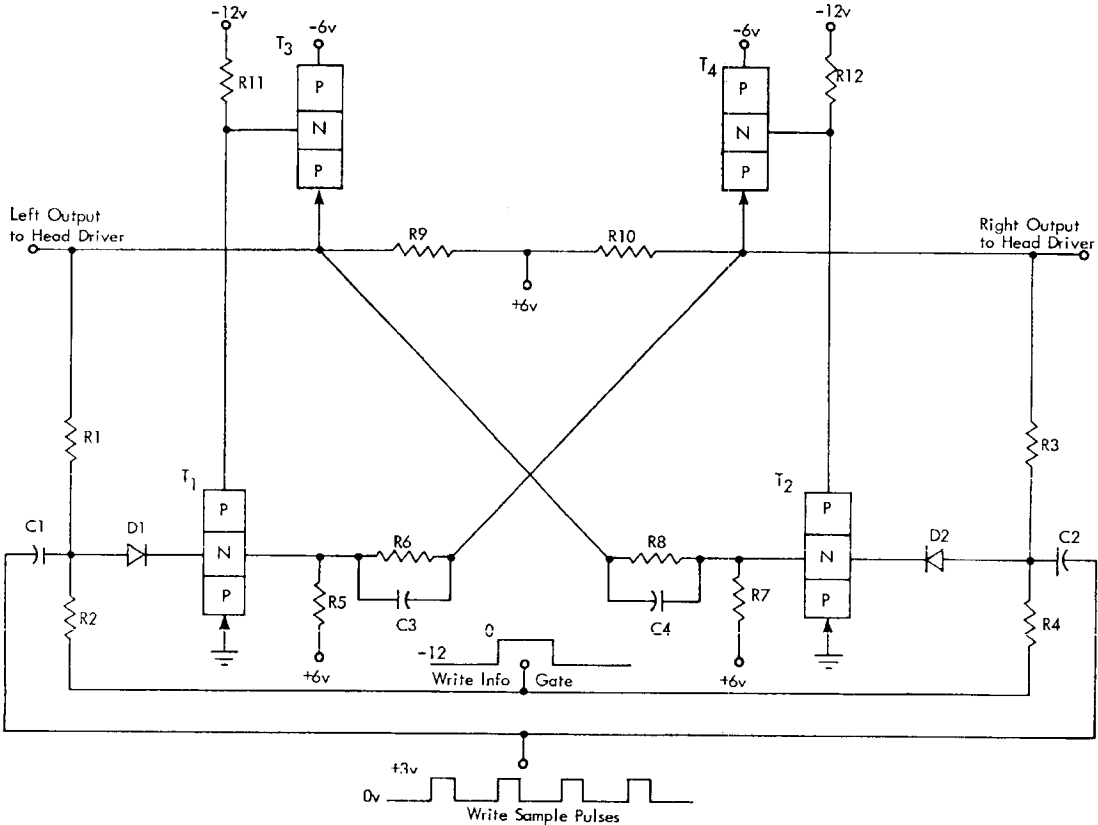 -12v
-6v
-6v
-12v
T3
T4
R11
R12
P
P
N
N
P
P
Left Output
to Head Driver
Right Output
to Head Driver
R9
R10
+6v
R1
R3
T1
T2
P
P
C1
D1
R6
R8
D2
C2
N
N
P
P
R2
R5
C3
C4
R7
R4
0
-12
+6v
Write Info Gate
+6v
+3v
0v
Write Sample Pulses